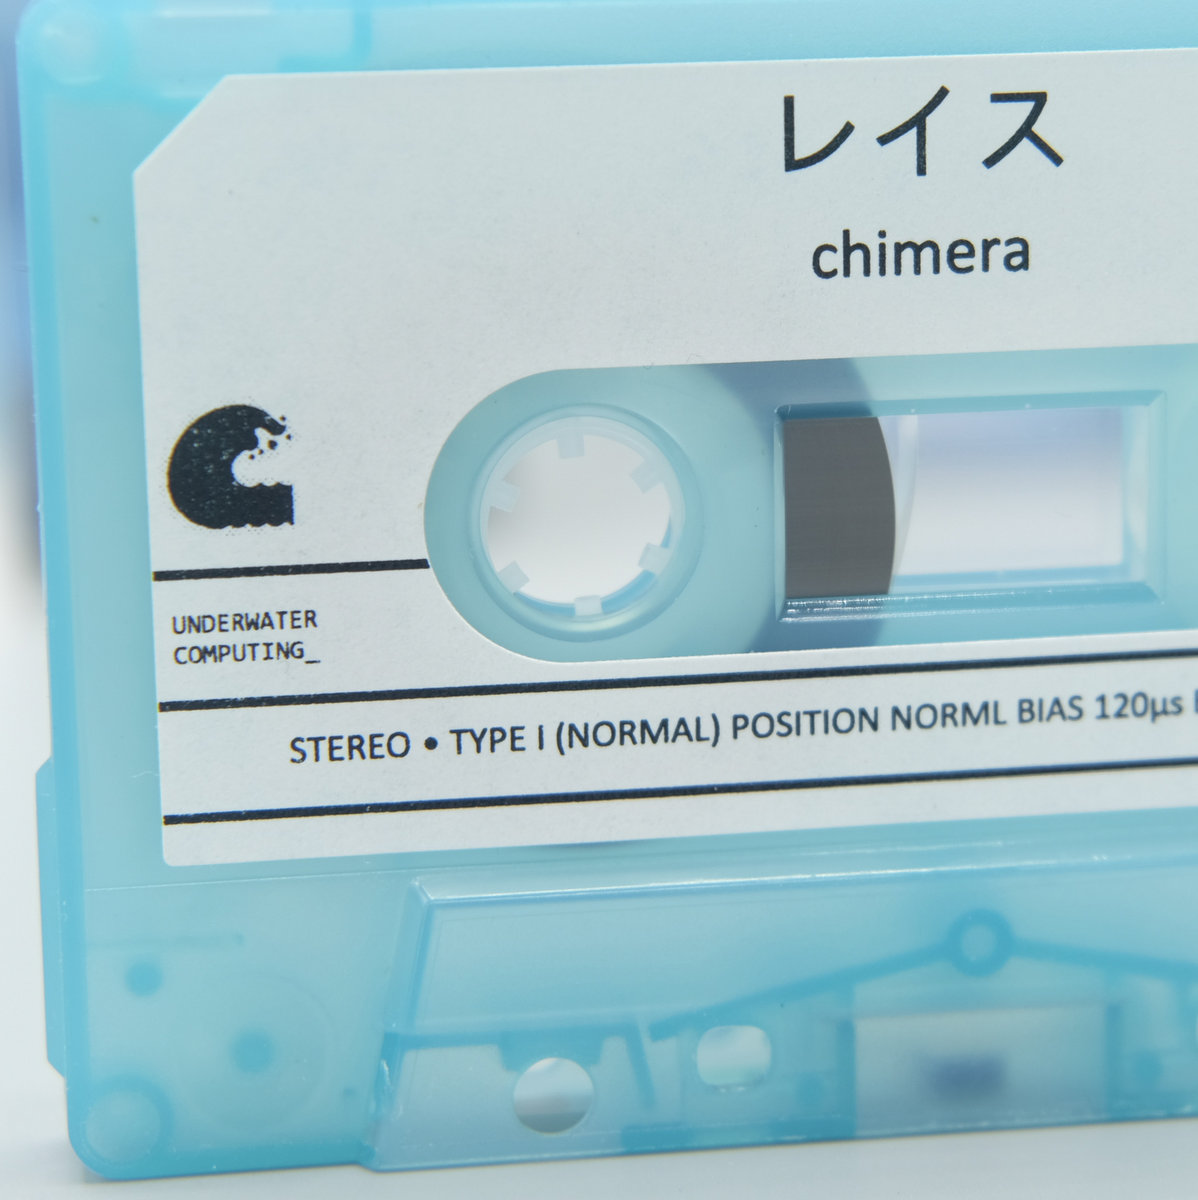 レイス
chimera
UNDERWATER
COMPUTING_
STEREO • TYPE I (NORMAL) POSITION NORML BIAS 120µs